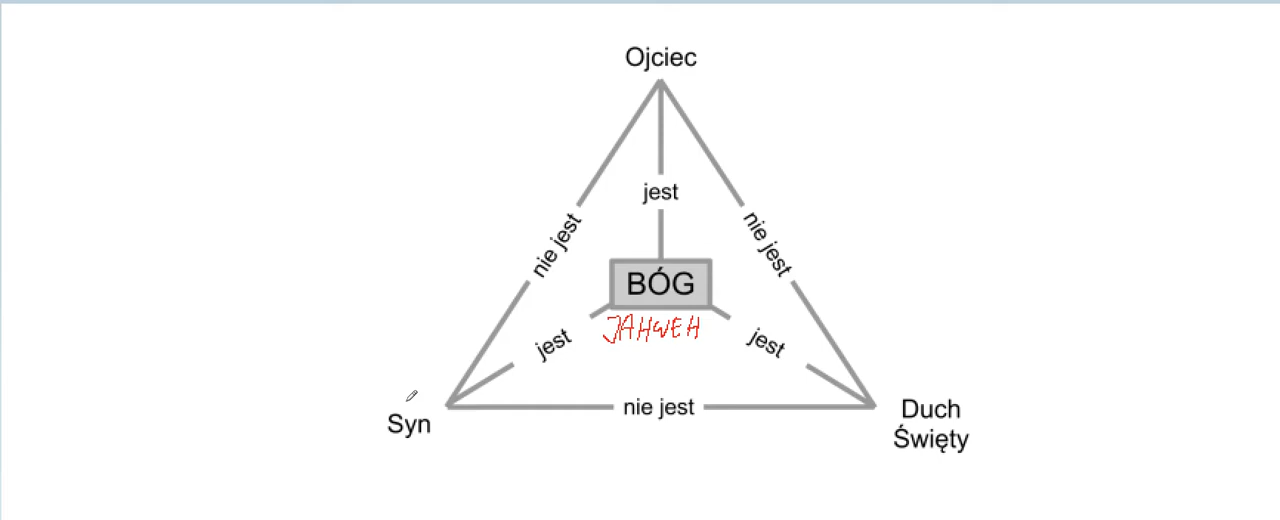 Ojciec
jest
nie jest
nie jest
BÓG
JAHWEH
jest
jest
nie jest
Syn
Duch
Święty